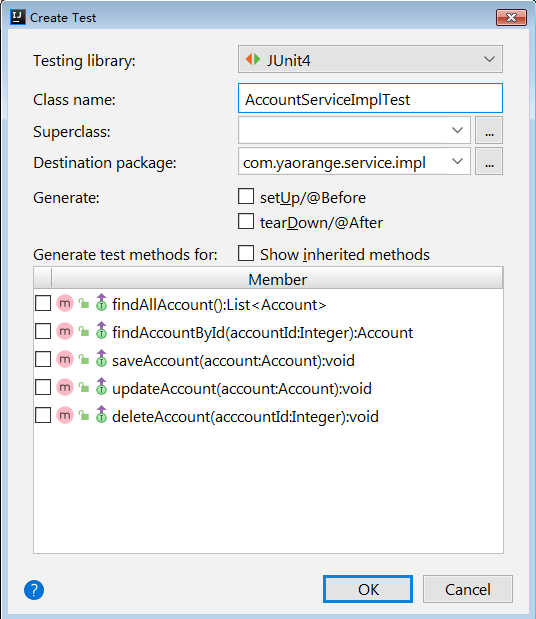 Create Test
Testing library: JUnit4
Class name: AccountServiceImplTest
Superclass: ...
Destination package: com.yaorange.service.impl ...
Generate: setUp/@Before
tearDown/@After
Generate test methods for: Show inherited methods
Member
m findAllAccount():List<Account>
m findAccountById(accountId:Integer):Account
m saveAccount(account:Account):void
m updateAccount(account:Account):void
m deleteAccount(acccountId:Integer):void
? OK Cancel